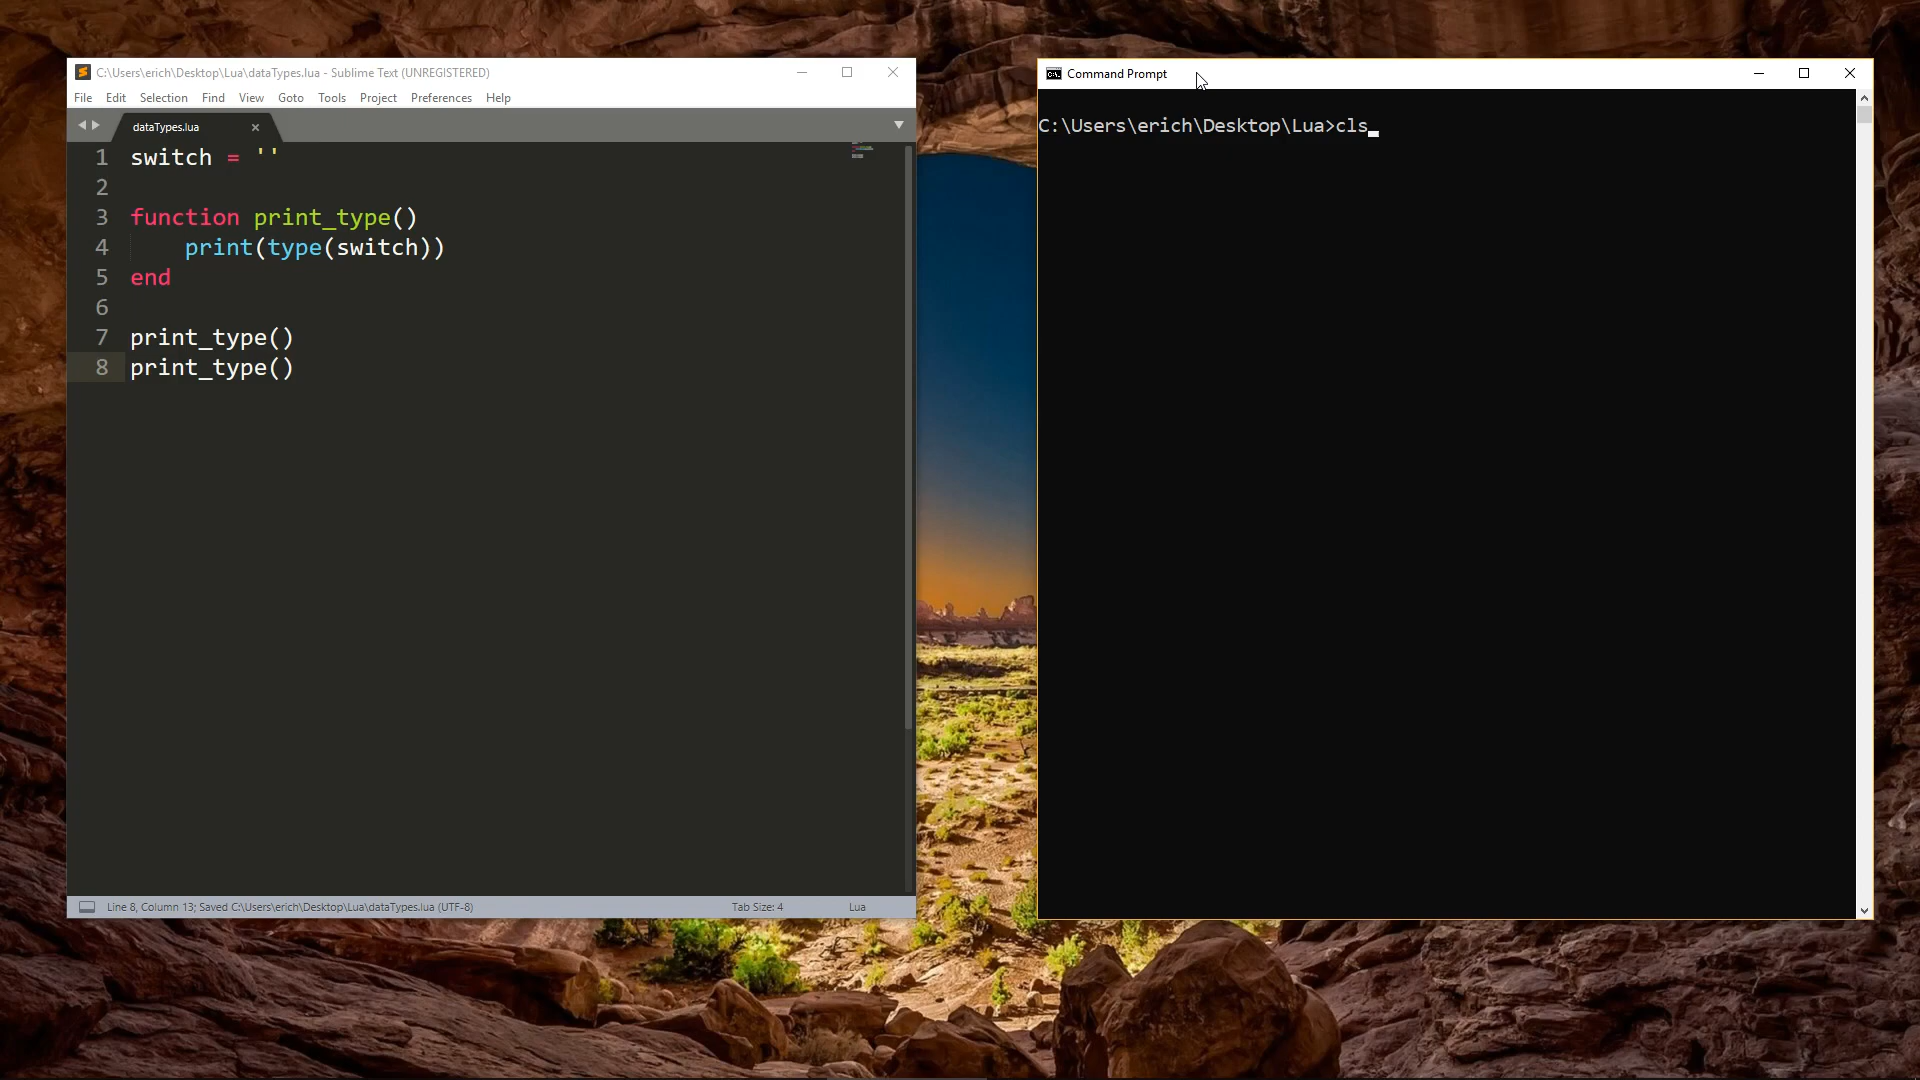 C:\Users\erich\Desktop\Lua\dataTypes.lua - Sublime Text (UNREGISTERED)
File Edit Selection Find View Goto Tools Project Preferences Help
dataTypes.lua
1 switch = ''
2
3 function print_type()
4 print(type(switch))
5 end
6
7 print_type()
8 print_type()
Line 8, Column 13; Saved C:\Users\erich\Desktop\Lua\dataTypes.lua (UTF-8) Tab Size: 4 Lua
Command Prompt
C:\Users\erich\Desktop\Lua>cls